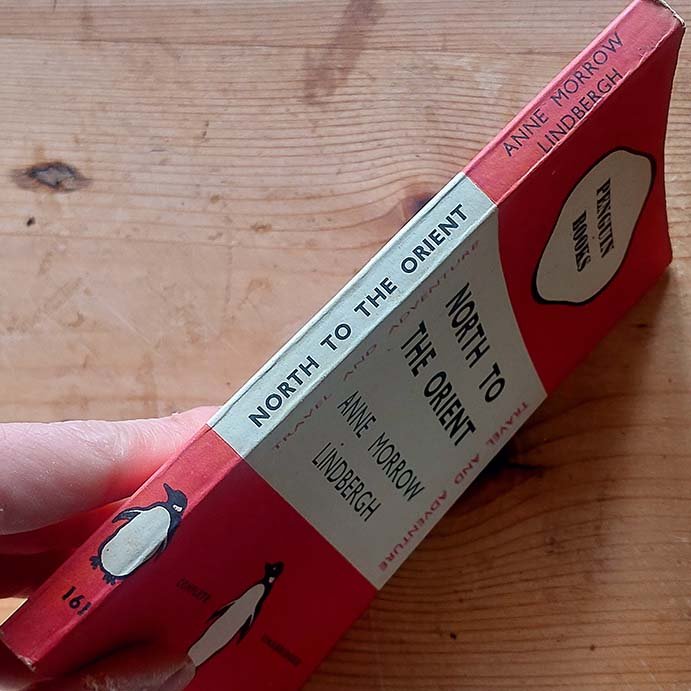 ANNE MORROW
LINDBERGH
NORTH TO THE ORIENT
161
PENGUIN
BOOKS
TRAVEL AND ADVENTURE
NORTH TO
THE ORIENT
ANNE MORROW
LINDBERGH
TRAVEL AND ADVENTURE
COMPLETE
UNABRIDGED